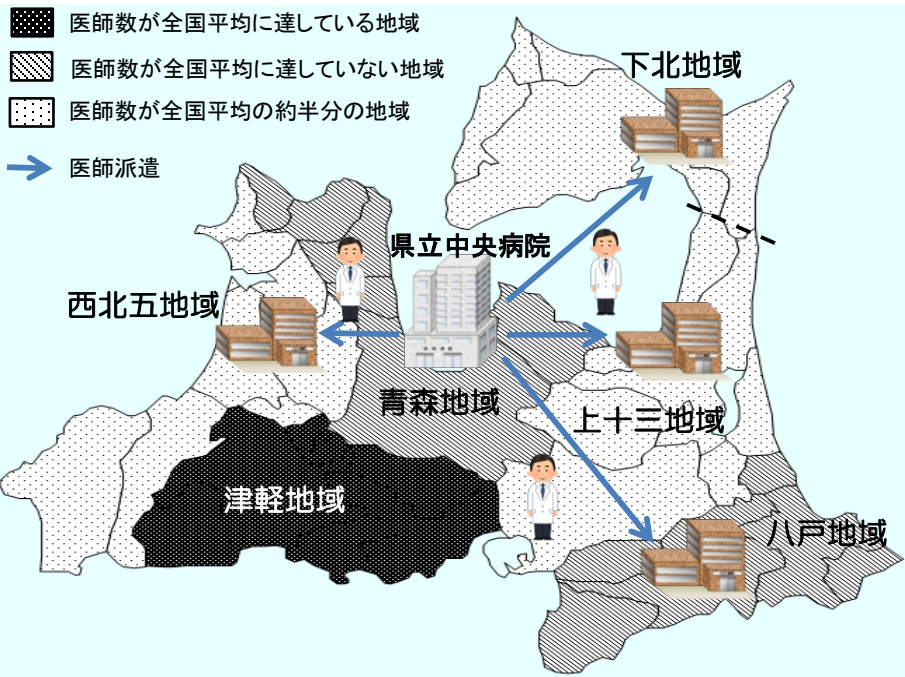 医師数が全国平均に達している地域
医師数が全国平均に達していない地域
医師数が全国平均の約半分の地域
医師派遣
下北地域
県立中央病院
西北五地域
青森地域
上十三地域
津軽地域
八戸地域